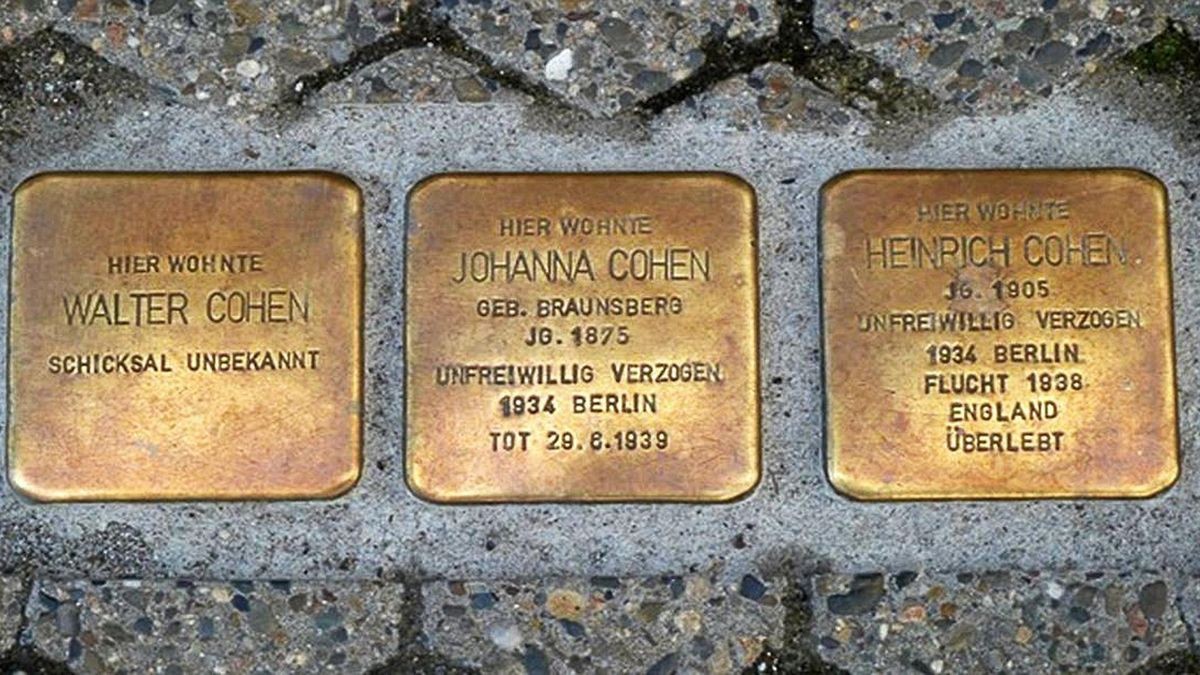 HIER WOHNTE
WALTER COHEN
SCHICKSAL UNBEKANNT
HIER WOHNTE
JOHANNA COHEN
GEB. BRAUNSBERG
JG. 1875
UNFREIWILLIG VERZOGEN
1934 BERLIN
TOT 29.6.1939
HIER WOHNTE
HEINRICH COHEN
JG. 1905
UNFREIWILLIG VERZOGEN
1934 BERLIN
FLUCHT 1938
ENGLAND
ÜBERLEBT